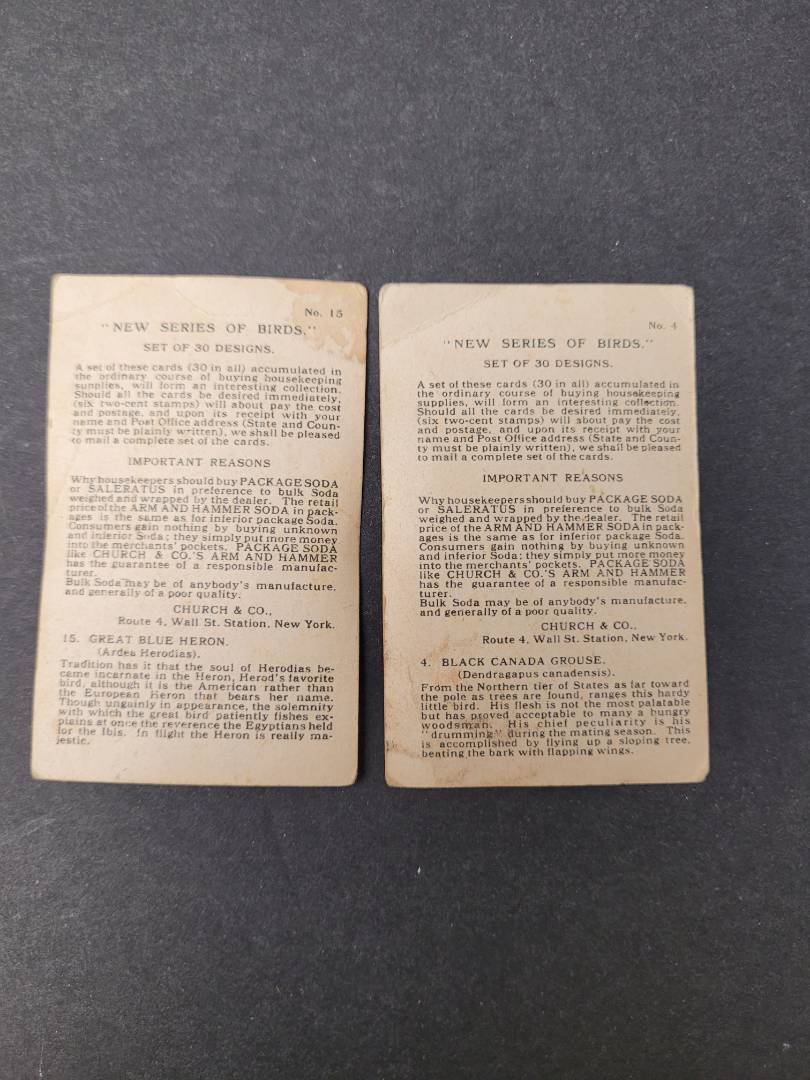 No. 15
"NEW SERIES OF BIRDS."
SET OF 30 DESIGNS.
A set of these cards (30 in all) accumulated in
the ordinary course of buying housekeeping
supplies, will form an interesting collection.
Should all the cards be desired immediately,
(six two-cent stamps) will about pay the cost
and postage, and upon its receipt with your
name and Post Office address (State and Coun-
ty must be plainly written), we shall be pleased
to mail a complete set of the cards.
IMPORTANT REASONS
Why housekeepers should buy PACKAGE SODA
or SALERATUS in preference to bulk Soda
weighed and wrapped by the dealer. The retail
price of the ARM AND HAMMER SODA in pack-
ages is the same as for inferior package Soda.
Consumers gain nothing by buying unknown
and inferior Soda; they simply put more money
into the merchants' pockets. PACKAGE SODA
like CHURCH & CO.'S ARM AND HAMMER
has the guarantee of a responsible manufac-
turer.
Bulk Soda may be of anybody's manufacture,
and generally of a poor quality.
CHURCH & CO.,
Route 4, Wall St. Station, New York.
15. GREAT BLUE HERON.
(Ardea Herodias).
Tradition has it that the soul of Herodias be-
came incarnate in the Heron, Herod's favorite
bird, although it is the American rather than
the European Heron that bears her name.
Though ungainly in appearance, the solemnity
with which the great bird patiently fishes ex-
plains at once the reverence the Egyptians held
for the Ibis. In flight the Heron is really ma-
jestic.
No. 4
"NEW SERIES OF BIRDS."
SET OF 30 DESIGNS.
A set of these cards (30 in all) accumulated in
the ordinary course of buying housekeeping
supplies, will form an interesting collection.
Should all the cards be desired immediately,
(six two-cent stamps) will about pay the cost
and postage, and upon its receipt with your
name and Post Office address (State and Coun-
ty must be plainly written), we shall be pleased
to mail a complete set of the cards.
IMPORTANT REASONS
Why housekeepers should buy PACKAGE SODA
or SALERATUS in preference to bulk Soda
weighed and wrapped by the dealer. The retail
price of the ARM AND HAMMER SODA in pack-
ages is the same as for inferior package Soda.
Consumers gain nothing by buying unknown
and inferior Soda; they simply put more money
into the merchants' pockets. PACKAGE SODA
like CHURCH & CO.'S ARM AND HAMMER
has the guarantee of a responsible manufac-
turer.
Bulk Soda may be of anybody's manufacture,
and generally of a poor quality.
CHURCH & CO.,
Route 4, Wall St. Station, New York.
4. BLACK CANADA GROUSE.
(Dendragapus canadensis).
From the Northern tier of States as far toward
the pole as trees are found, ranges this hardy
little bird. His flesh is not the most palatable
but has proved acceptable to many a hungry
woodsman. His chief peculiarity is his
"drumming" during the mating season. This
is accomplished by flying up a sloping tree,
beating the bark with flapping wings.